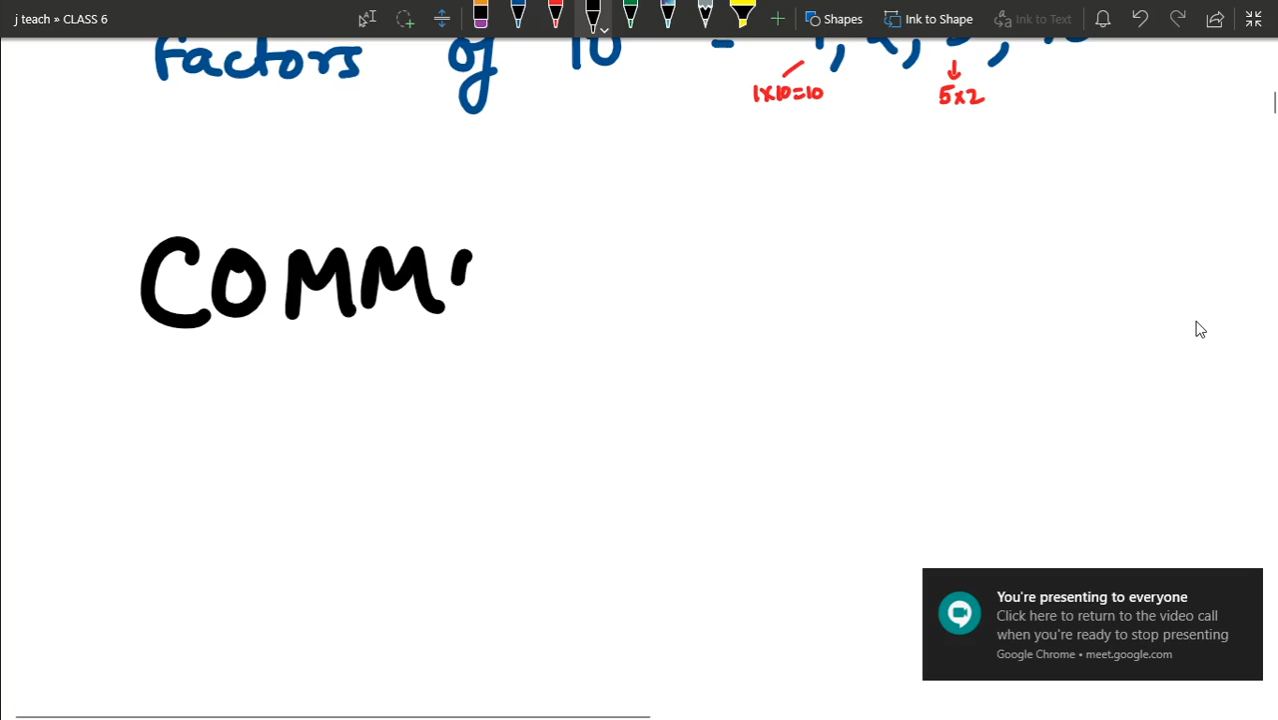 j teach » CLASS 6
Shapes
Ink to Shape
Ink to Text
factors of 10 =
1x10=10
5x2
COMM
You're presenting to everyone
Click here to return to the video call
when you're ready to stop presenting
Google Chrome • meet.google.com